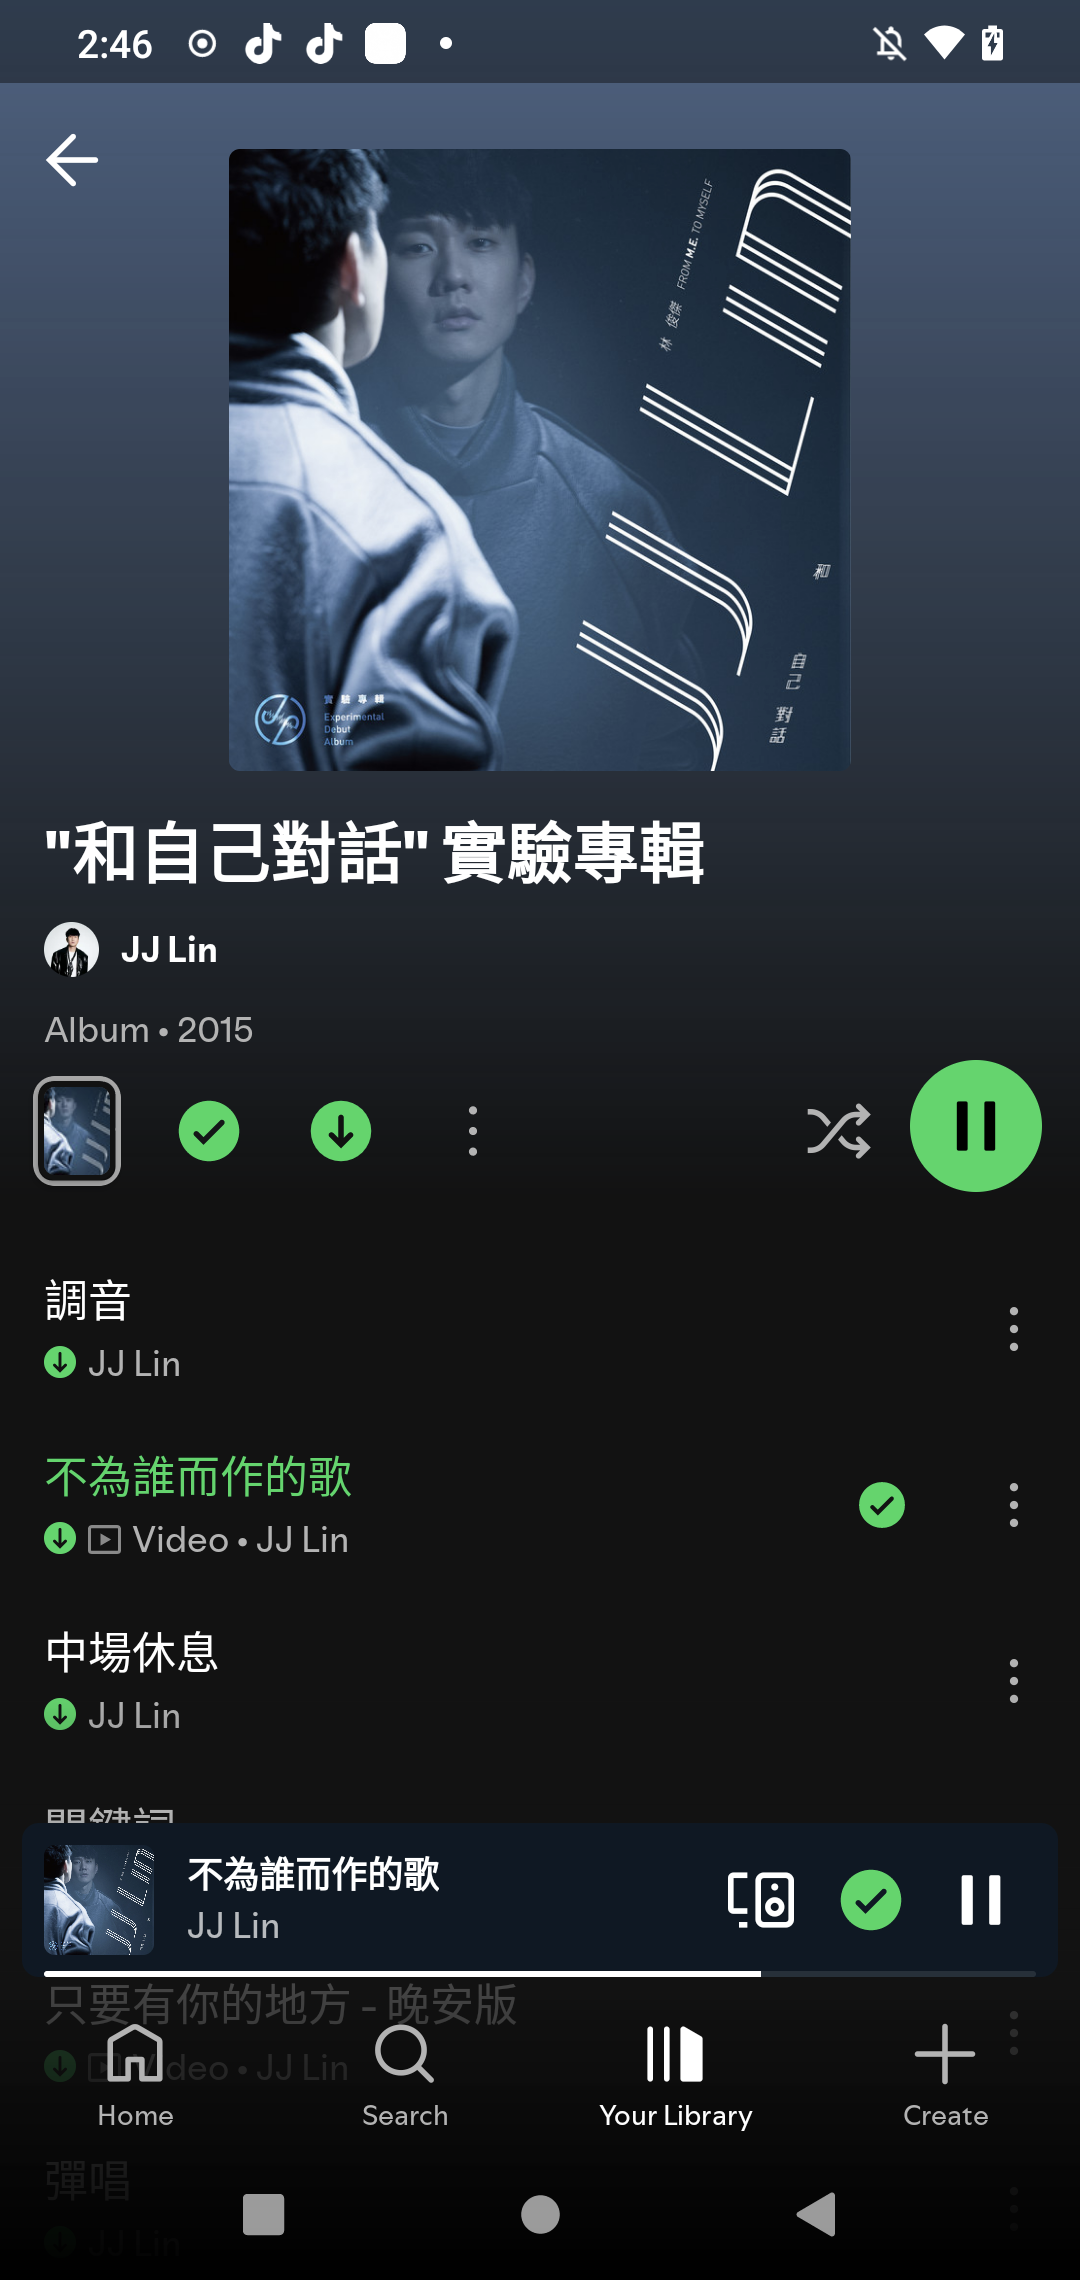 2:46
FROM M.E. TO MYSELF
林 俊傑
JJ LIN
和
自己
對話
實驗專輯
Experimental
Debut
Album
"和自己對話" 實驗專輯
JJ Lin
Album • 2015
調音
JJ Lin
不為誰而作的歌
Video • JJ Lin
中場休息
JJ Lin
關鍵詞
不為誰而作的歌
JJ Lin
只要有你的地方 - 晚安版
Video • JJ Lin
Home
Search
Your Library
Create
彈唱
JJ Lin